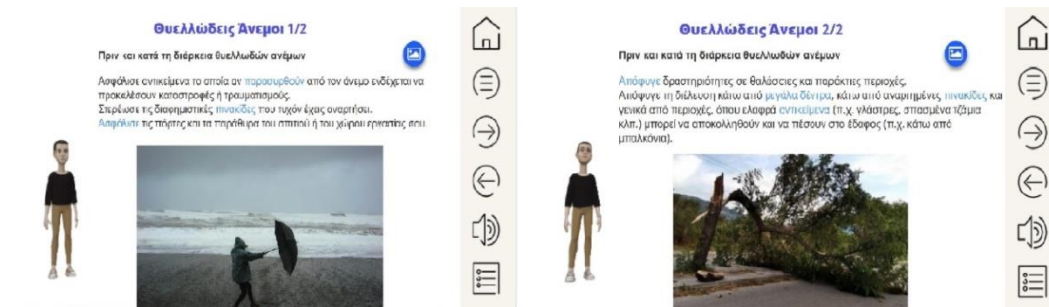 Θυελλώδεις Άνεμοι 1/2
Πριν και κατά τη διάρκεια θυελλωδών ανέμων
Ασφάλισε αντικείμενα τα οποία αν παρασυρθούν από τον άνεμο ενδέχεται να
προκαλέσουν καταστροφές ή τραυματισμούς.
Στερέωσε τις διαφημιστικές πινακίδες που τυχόν έχεις αναρτήσει.
Ασφάλισε τις πόρτες και τα παράθυρα του σπιτιού ή του χώρου εργασίας σου.
Θυελλώδεις Άνεμοι 2/2
Πριν και κατά τη διάρκεια θυελλωδών ανέμων
Απόφυγε δραστηριότητες σε θαλάσσιες και παράκτιες περιοχές.
Απόφυγε τη διέλευση κάτω από μεγάλα δέντρα, κάτω από αναρτημένες πινακίδες και
γενικά από περιοχές, όπου ελαφρά αντικείμενα (π.χ. γλάστρες, σπασμένα τζάμια
κλπ.) μπορεί να αποκολληθούν και να πέσουν στο έδαφος (π.χ. κάτω από
μπαλκόνια).